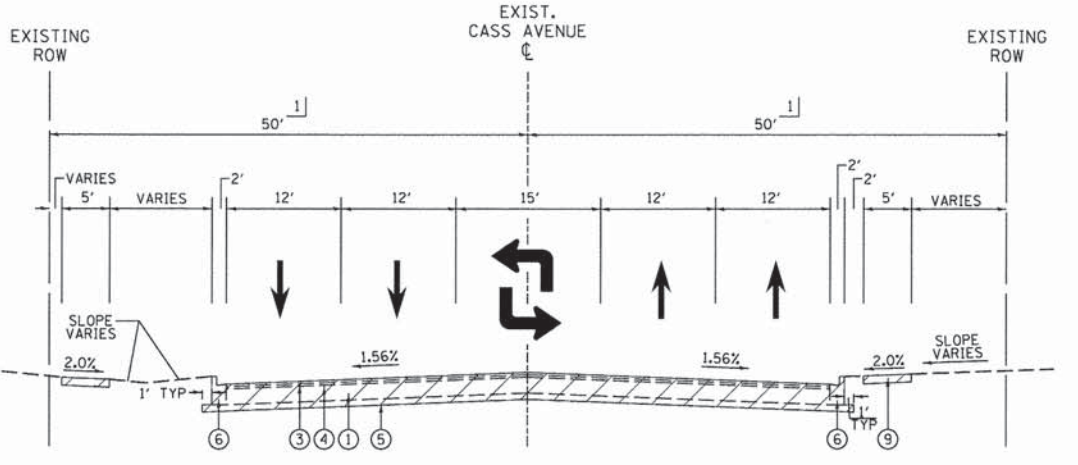 EXIST.
CASS AVENUE
℄
EXISTING
ROW
EXISTING
ROW
1
1
50'
50'
VARIES
2'
2'
2'
5'
VARIES
12'
12'
15'
12'
12'
5'
VARIES
SLOPE
VARIES
SLOPE
VARIES
2.0%
1.56%
1.56%
2.0%
1' TYP
1'
TYP
6
3
4
1
5
6
9